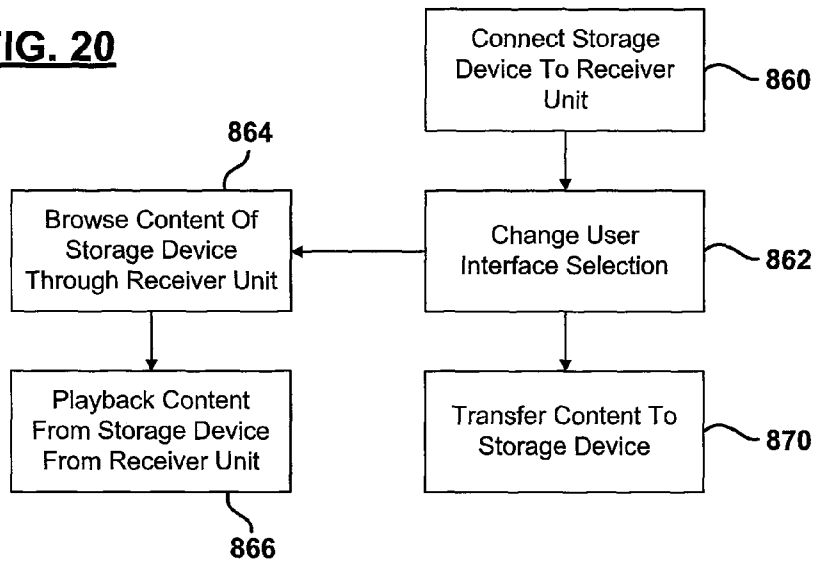 FIG. 20
Connect Storage
Device To Receiver
Unit
860
864
Browse Content Of
Storage Device
Through Receiver Unit
Change User
Interface Selection
862
Playback Content
From Storage Device
From Receiver Unit
866
Transfer Content To
Storage Device
870